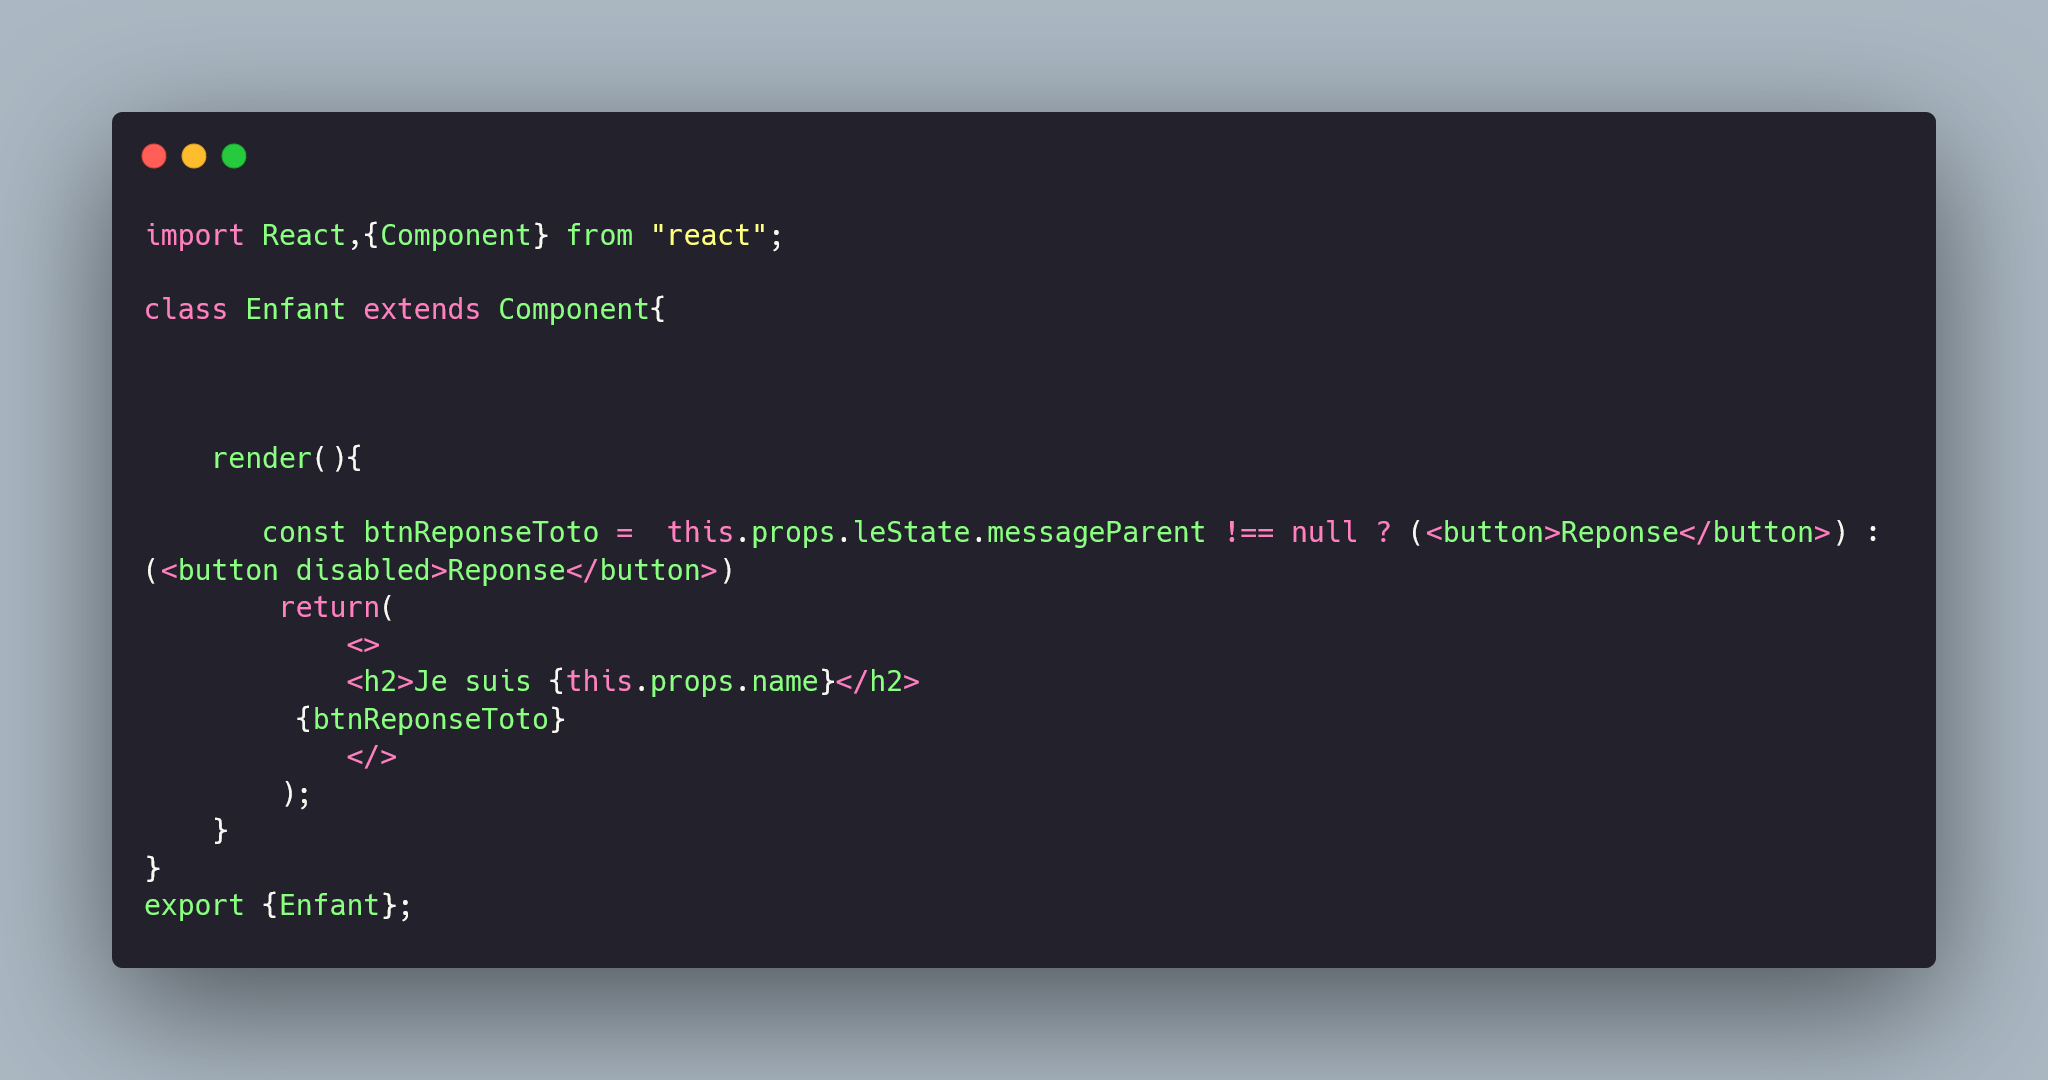 import React,{Component} from "react";
class Enfant extends Component{
render(){
const btnReponseToto =  this.props.leState.messageParent !== null ? (<button>Reponse</button>) :
(<button disabled>Reponse</button>)
return(
<>
<h2>Je suis {this.props.name}</h2>
{btnReponseToto}
</>
);
}
}
export {Enfant};